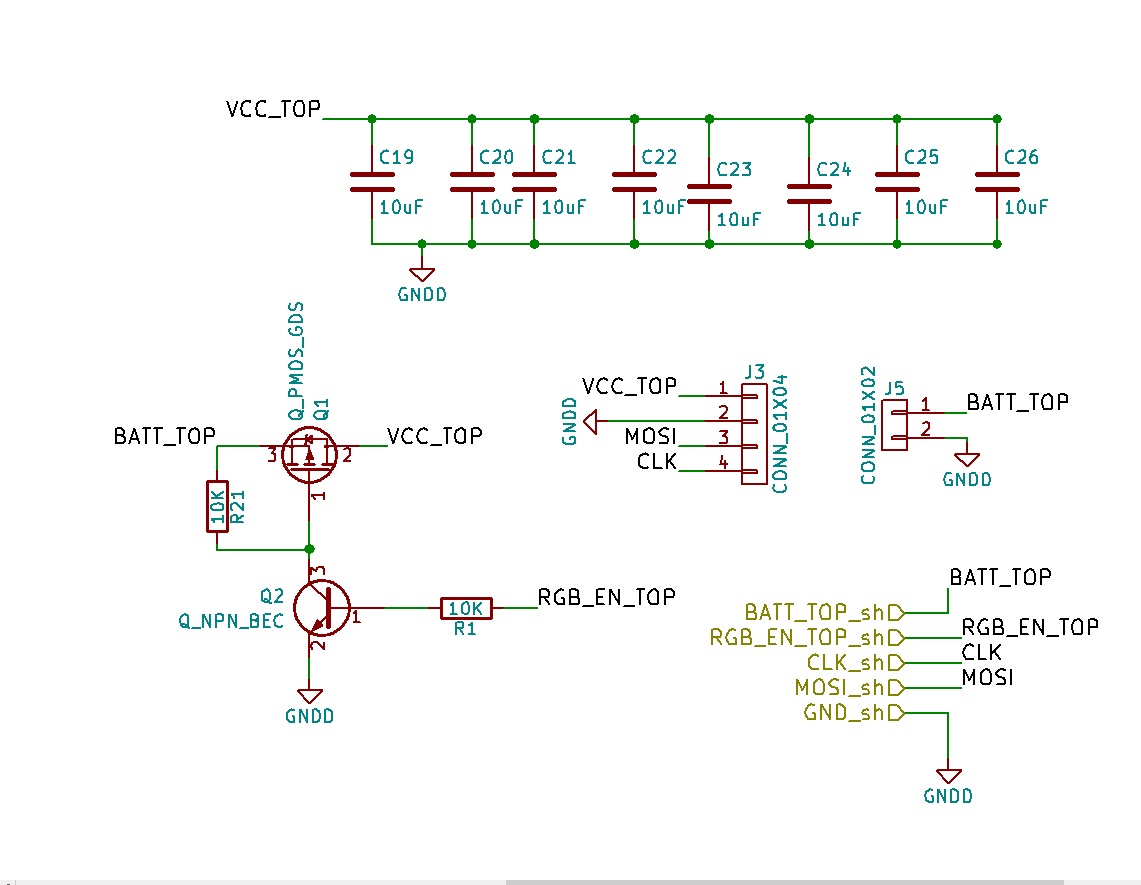 VCC_TOP
C19
C20
C21
C22
C23
C24
C25
C26
10uF
10uF
10uF
10uF
10uF
10uF
10uF
10uF
GNDD
Q_PMOS_GDS
Q1
BATT_TOP
VCC_TOP
3
2
1
10K
R21
3
Q2
Q_NPN_BEC
1
2
10K
R1
RGB_EN_TOP
GNDD
J3
CONN_01X04
VCC_TOP
1
GNDD
2
MOSI
3
CLK
4
J5
CONN_01X02
1
BATT_TOP
2
GNDD
BATT_TOP
BATT_TOP_sh
RGB_EN_TOP_sh
RGB_EN_TOP
CLK_sh
CLK
MOSI_sh
MOSI
GND_sh
GNDD